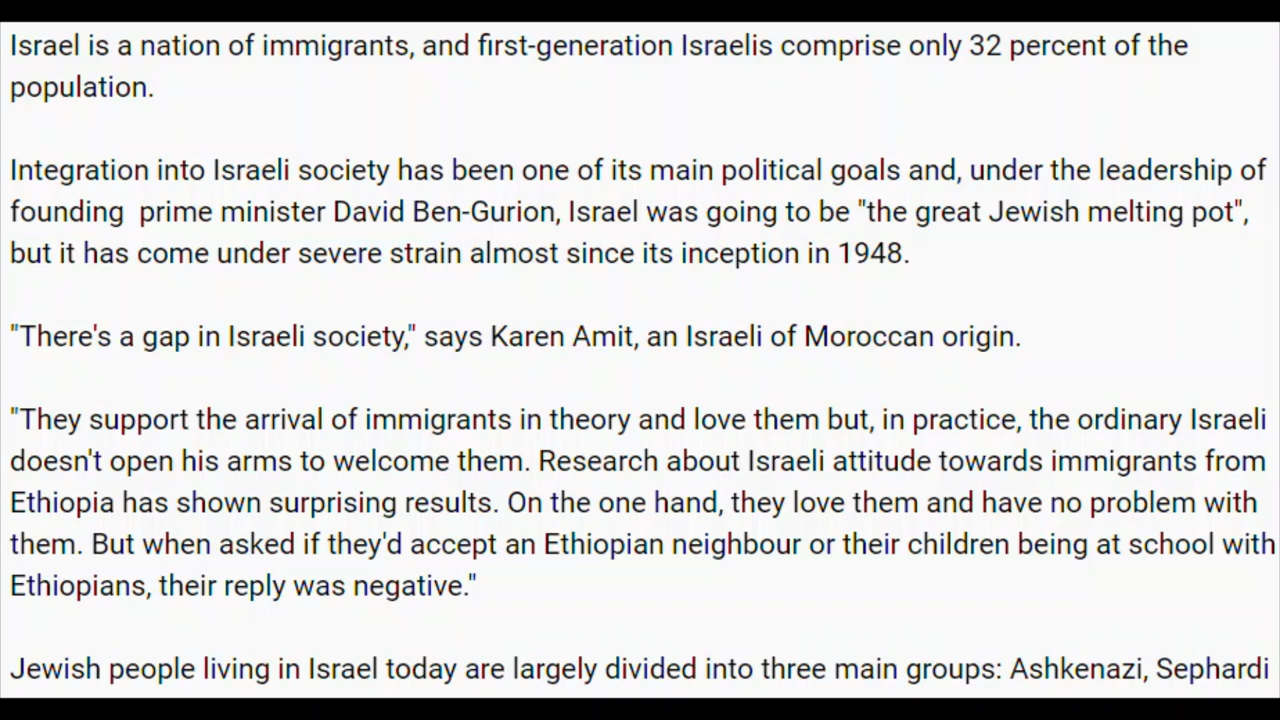 Israel is a nation of immigrants, and first-generation Israelis comprise only 32 percent of the
population.
Integration into Israeli society has been one of its main political goals and, under the leadership of
founding  prime minister David Ben-Gurion, Israel was going to be "the great Jewish melting pot",
but it has come under severe strain almost since its inception in 1948.
"There's a gap in Israeli society," says Karen Amit, an Israeli of Moroccan origin.
"They support the arrival of immigrants in theory and love them but, in practice, the ordinary Israeli
doesn't open his arms to welcome them. Research about Israeli attitude towards immigrants from
Ethiopia has shown surprising results. On the one hand, they love them and have no problem with
them. But when asked if they'd accept an Ethiopian neighbour or their children being at school with
Ethiopians, their reply was negative."
Jewish people living in Israel today are largely divided into three main groups: Ashkenazi, Sephardi